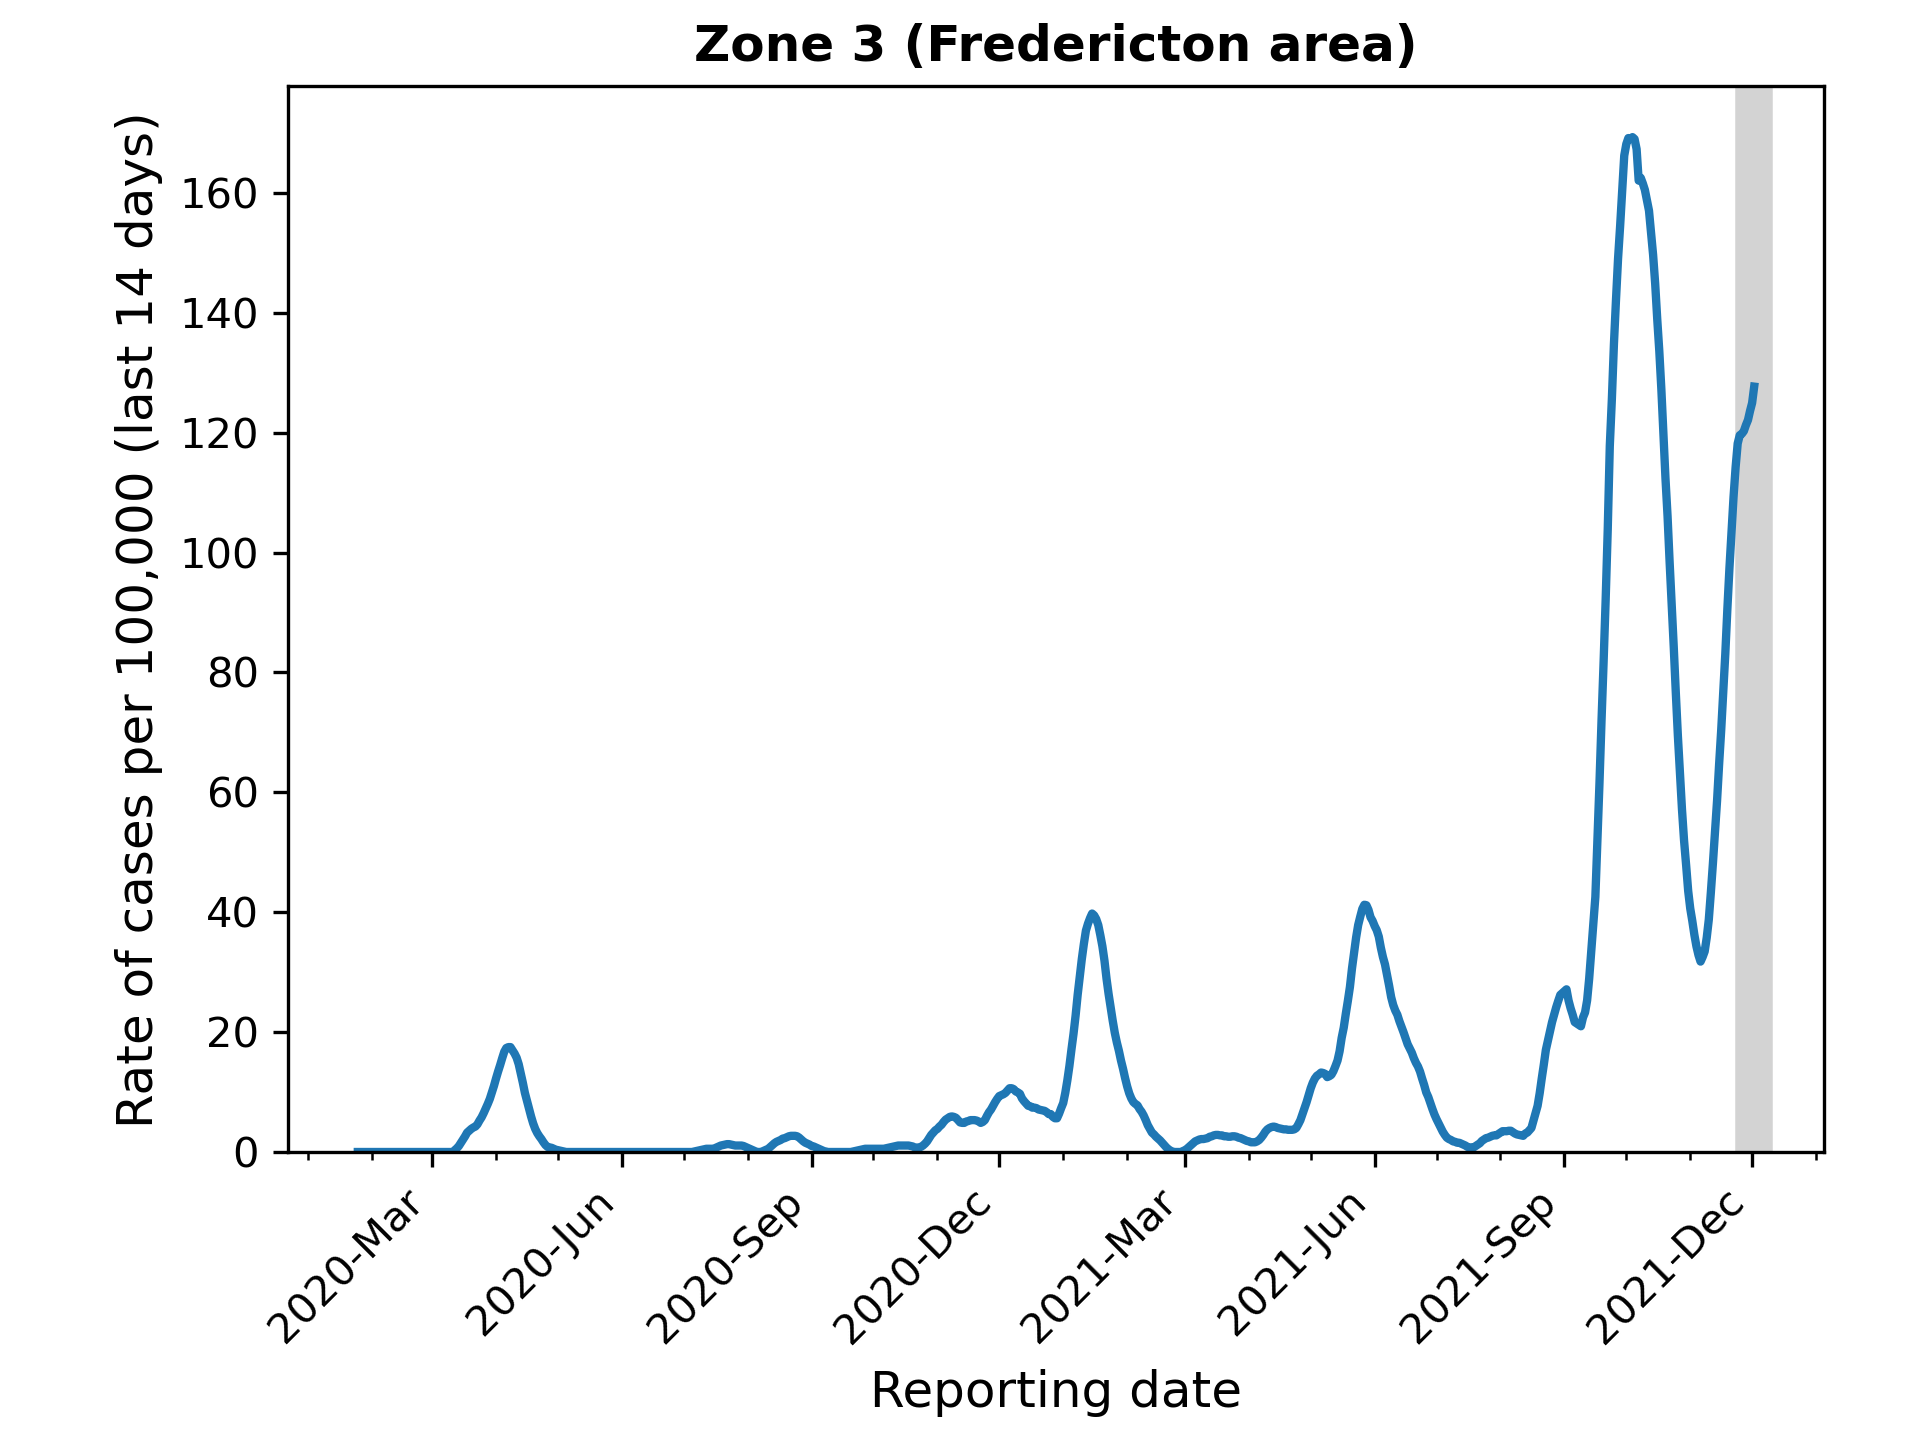 Zone 3 (Fredericton area)
Rate of cases per 100,000 (last 14 days)
160
140
120
100
80
60
40
20
0
2020-Mar
2020-Jun
2020-Sep
2020-Dec
2021-Mar
2021-Jun
2021-Sep
2021-Dec
Reporting date